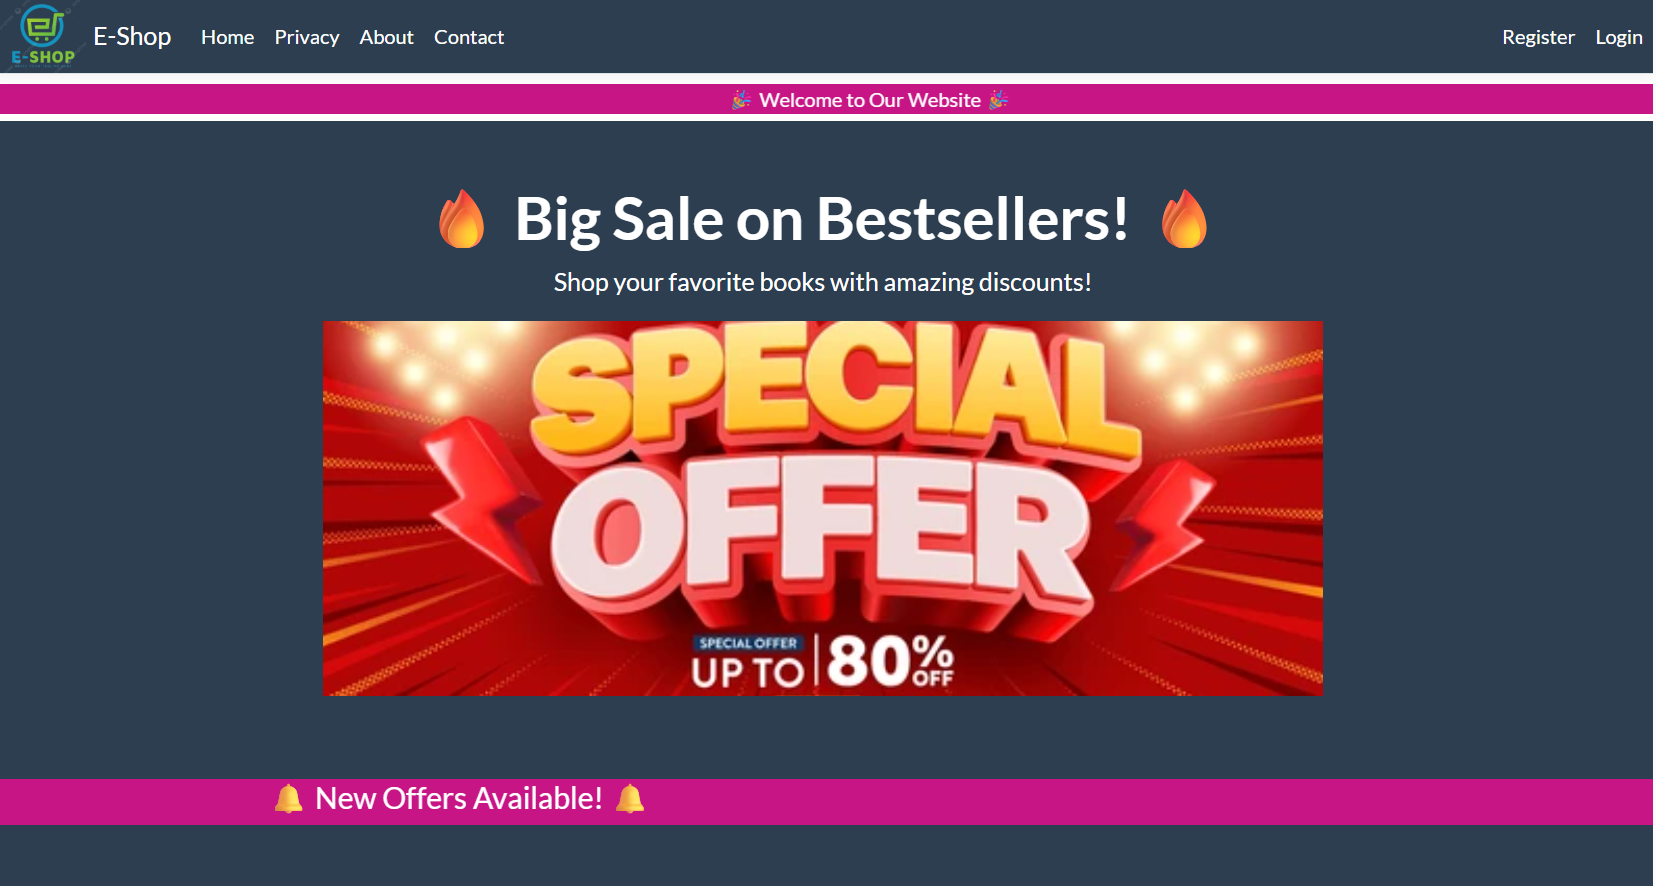 E-SHOP
E-Shop Home Privacy About Contact Register Login
🎉 Welcome to Our Website 🎉
🔥 Big Sale on Bestsellers! 🔥
Shop your favorite books with amazing discounts!
SPECIAL
OFFER
SPECIAL OFFER
UP TO 80% OFF
🔔 New Offers Available! 🔔